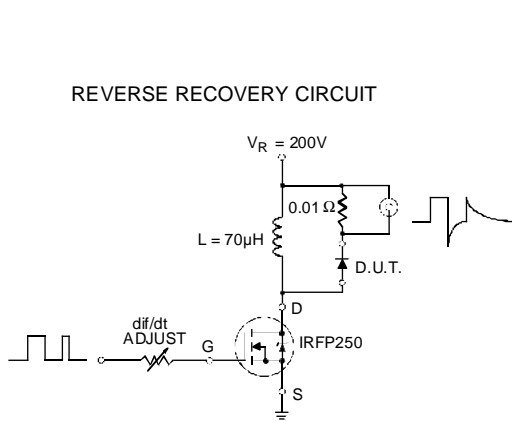 REVERSE RECOVERY CIRCUIT
V_R = 200V
0.01 Ω
L = 70µH
D.U.T.
D
dif/dt
ADJUST
G
IRFP250
S